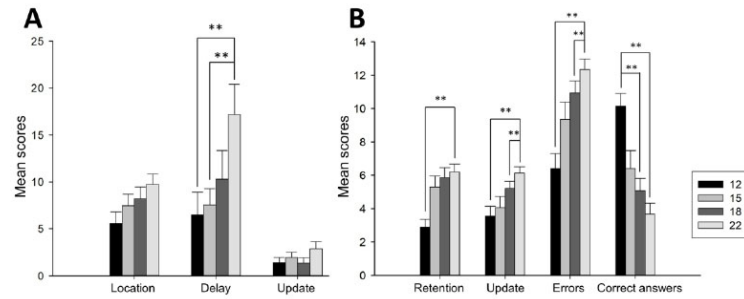 A
Mean scores
25
20
15
10
5
0
**
**
Location
Delay
Update
B
Mean scores
14
12
10
8
6
4
2
0
**
**
**
**
**
**
**
Retention
Update
Errors
Correct answers
12
15
18
22